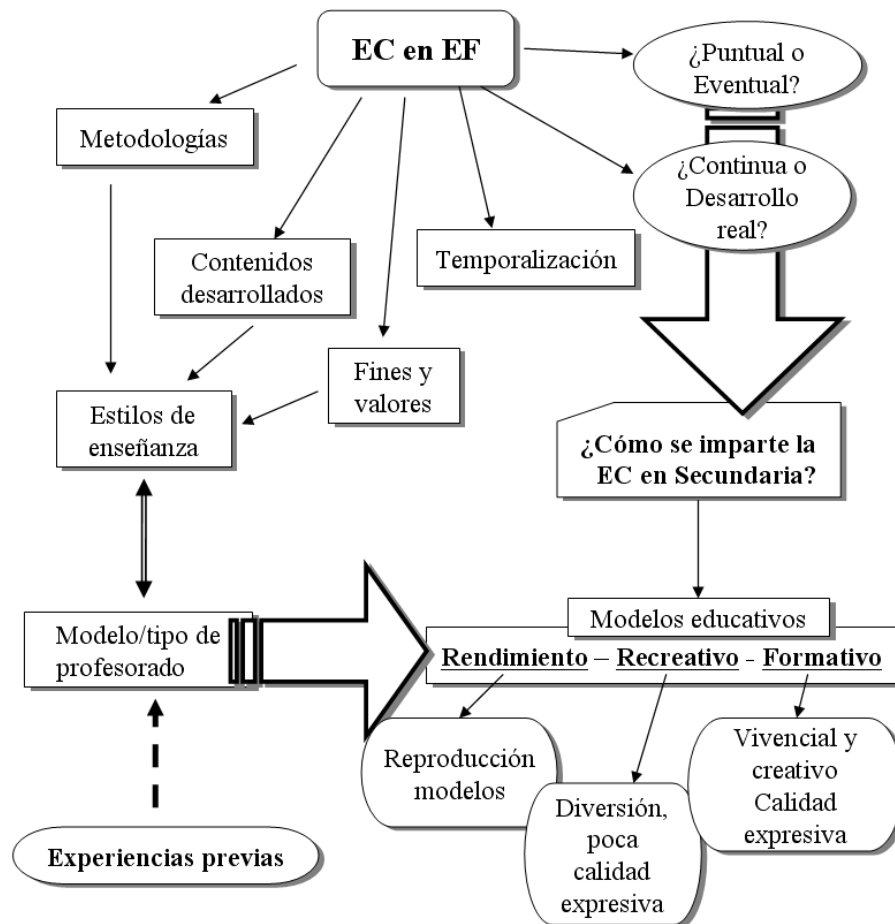 EC en EF
¿Puntual o
Eventual?
Metodologías
¿Continua o
Desarrollo
real?
Contenidos
desarrollados
Temporalización
Fines y
valores
Estilos de
enseñanza
¿Cómo se imparte la
EC en Secundaria?
Modelo/tipo de
profesorado
Modelos educativos
Rendimiento – Recreativo - Formativo
Reproducción
modelos
Diversión,
poca
calidad
expresiva
Vivencial y
creativo
Calidad
expresiva
Experiencias previas